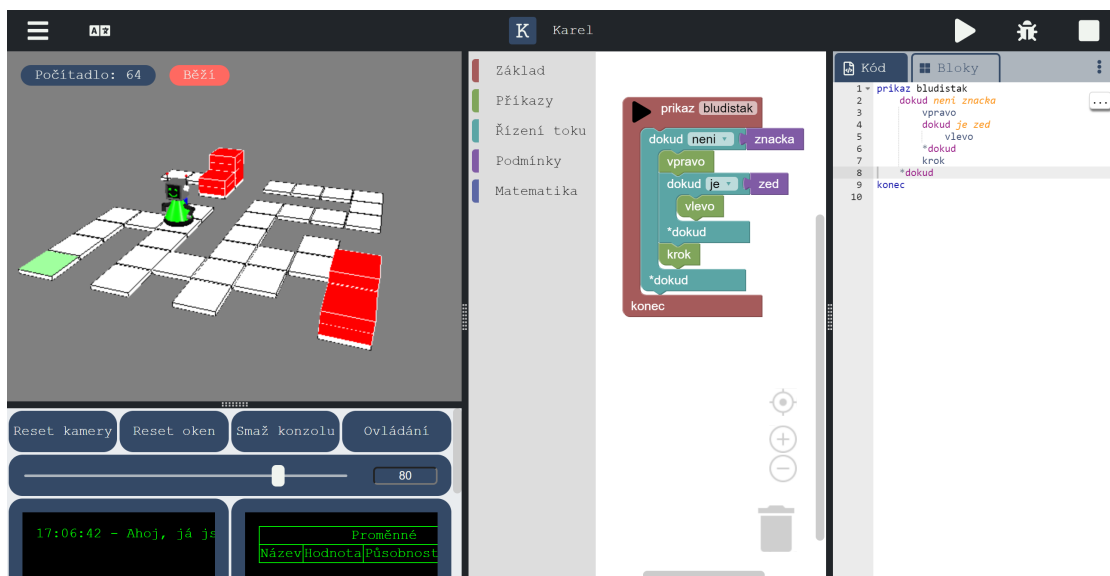 K Karel
Počítadlo: 64 Běží
Reset kamery Reset oken Smaž konzolu Ovládání
80
17:06:42 - Ahoj, já js
Proměnné
Název Hodnota Působnost
Základ
Příkazy
Řízení toku
Podmínky
Matematika
prikaz bludistak
dokud neni znacka
vpravo
dokud je zed
vlevo
*dokud
krok
*dokud
konec
Kód Bloky
1 prikaz bludistak
2 dokud neni znacka
3 vpravo
4 dokud je zed
5 vlevo
6 *dokud
7 krok
8 *dokud
9 konec
10
...